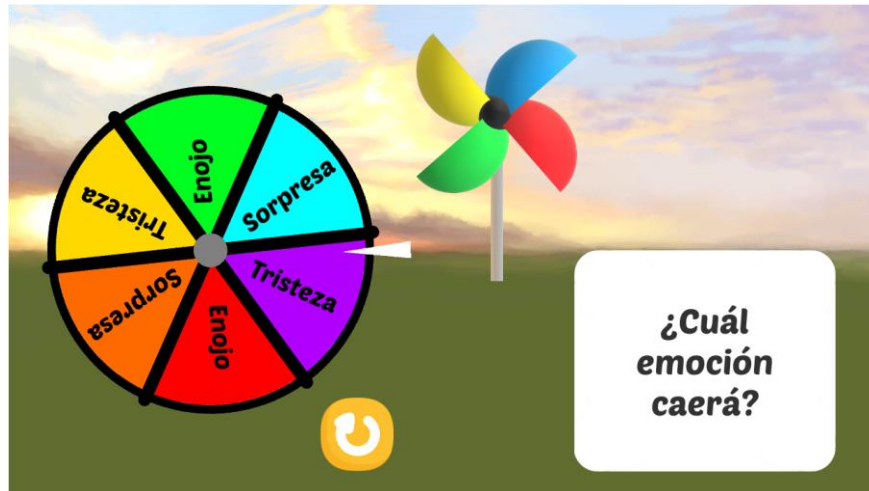 Enojo
Sorpresa
Tristeza
Enojo
Sorpresa
Tristeza
¿Cuál
emoción
caerá?